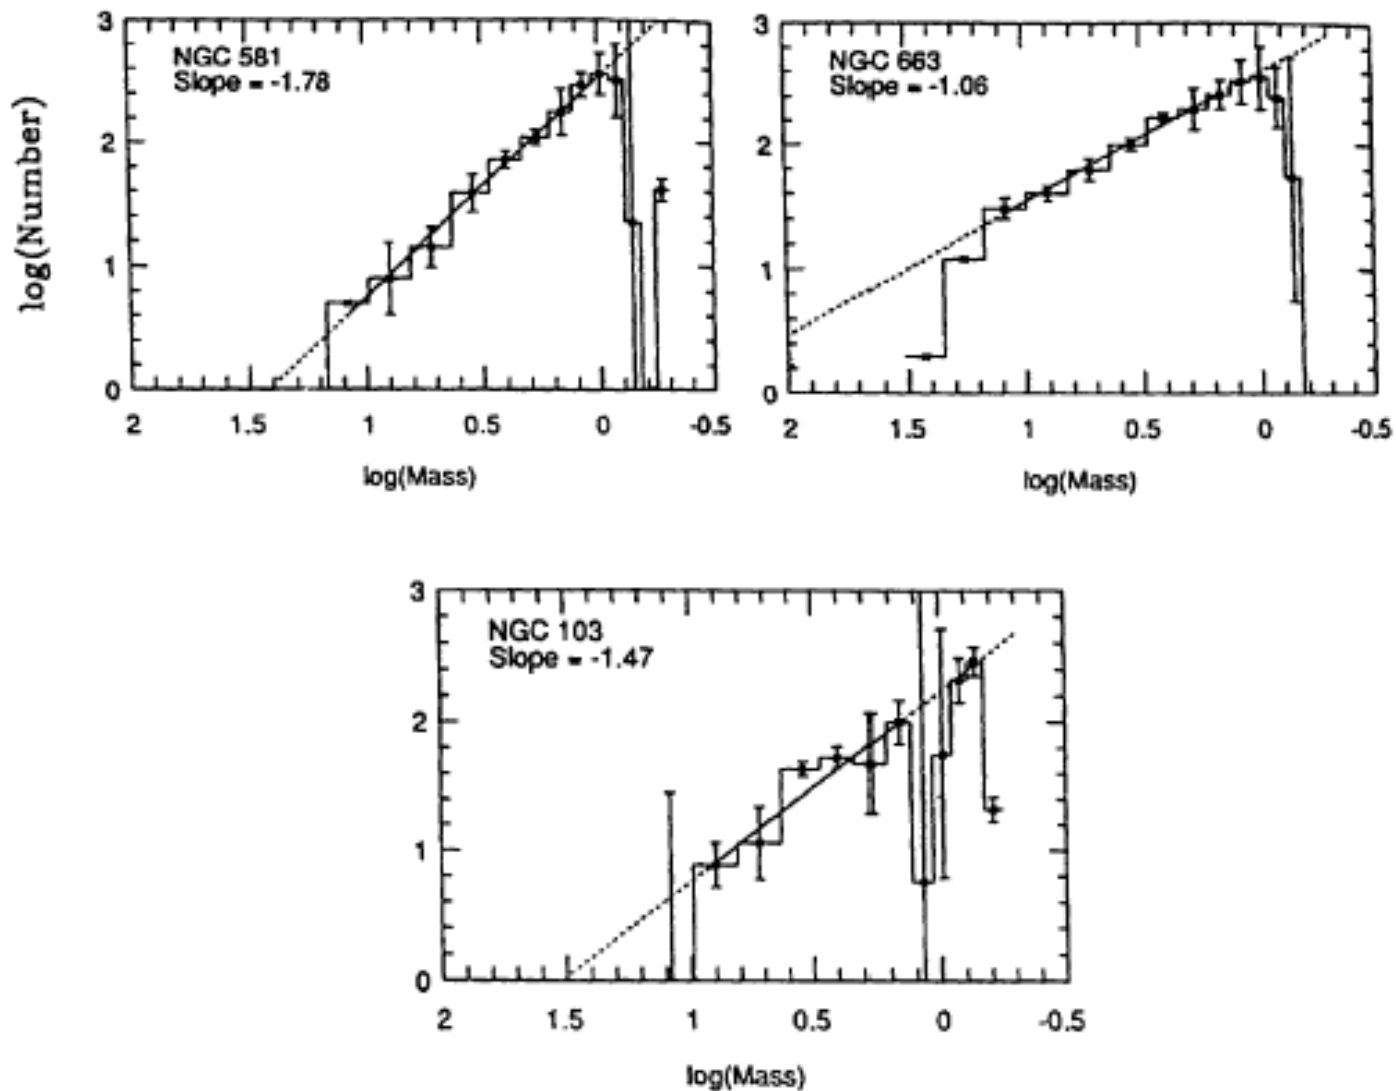 3
2
1
0
log(Number)
NGC 581
Slope = -1.78
2 1.5 1 0.5 0 -0.5
log(Mass)
3
2
1
0
NGC 663
Slope = -1.06
2 1.5 1 0.5 0 -0.5
log(Mass)
3
2
1
0
NGC 103
Slope = -1.47
2 1.5 1 0.5 0 -0.5
log(Mass)